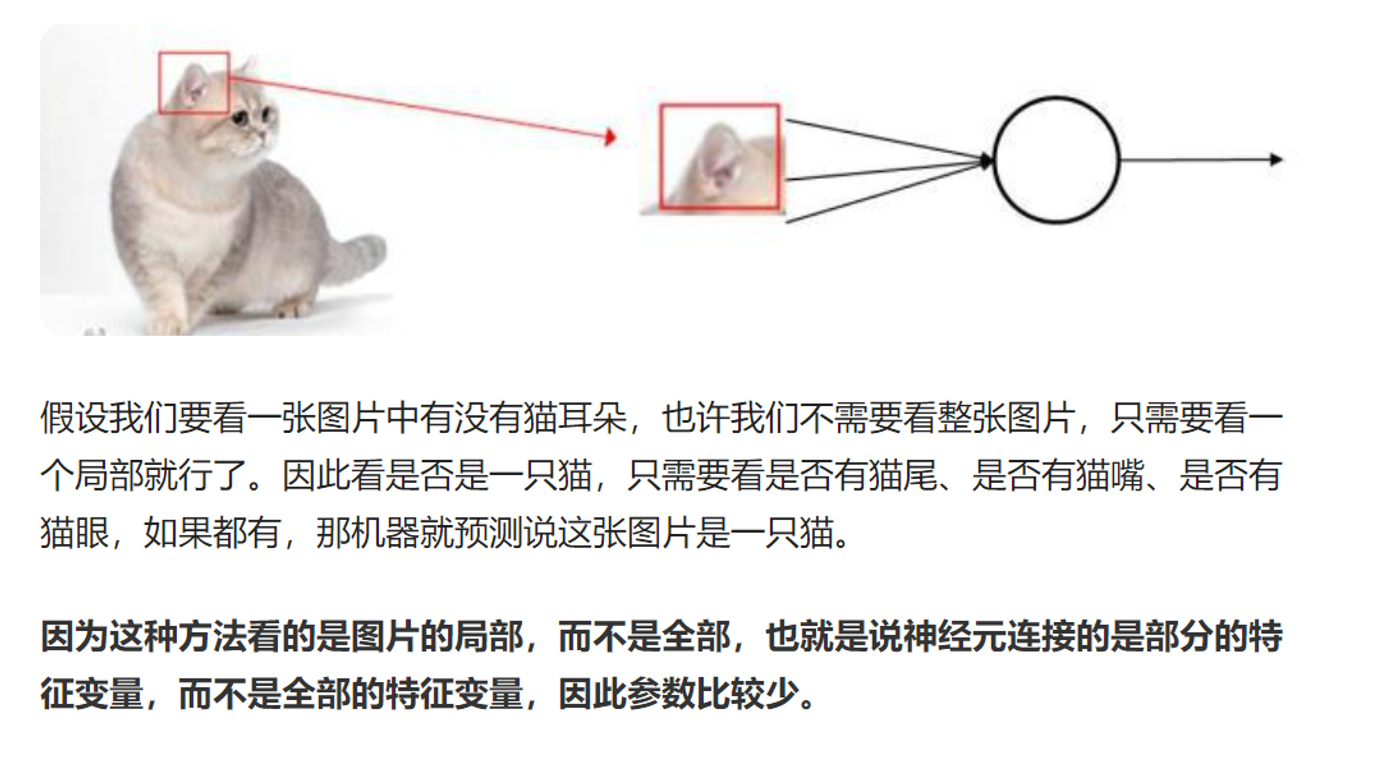 假设我们要看一张图片中有没有猫耳朵，也许我们不需要看整张图片，只需要看一
个局部就行了。因此看是否是一只猫，只需要看是否有猫尾、是否有猫嘴、是否有
猫眼，如果都有，那机器就预测说这张图片是一只猫。
因为这种方法看的是图片的局部，而不是全部，也就是说神经元连接的是部分的特
征变量，而不是全部的特征变量，因此参数比较少。